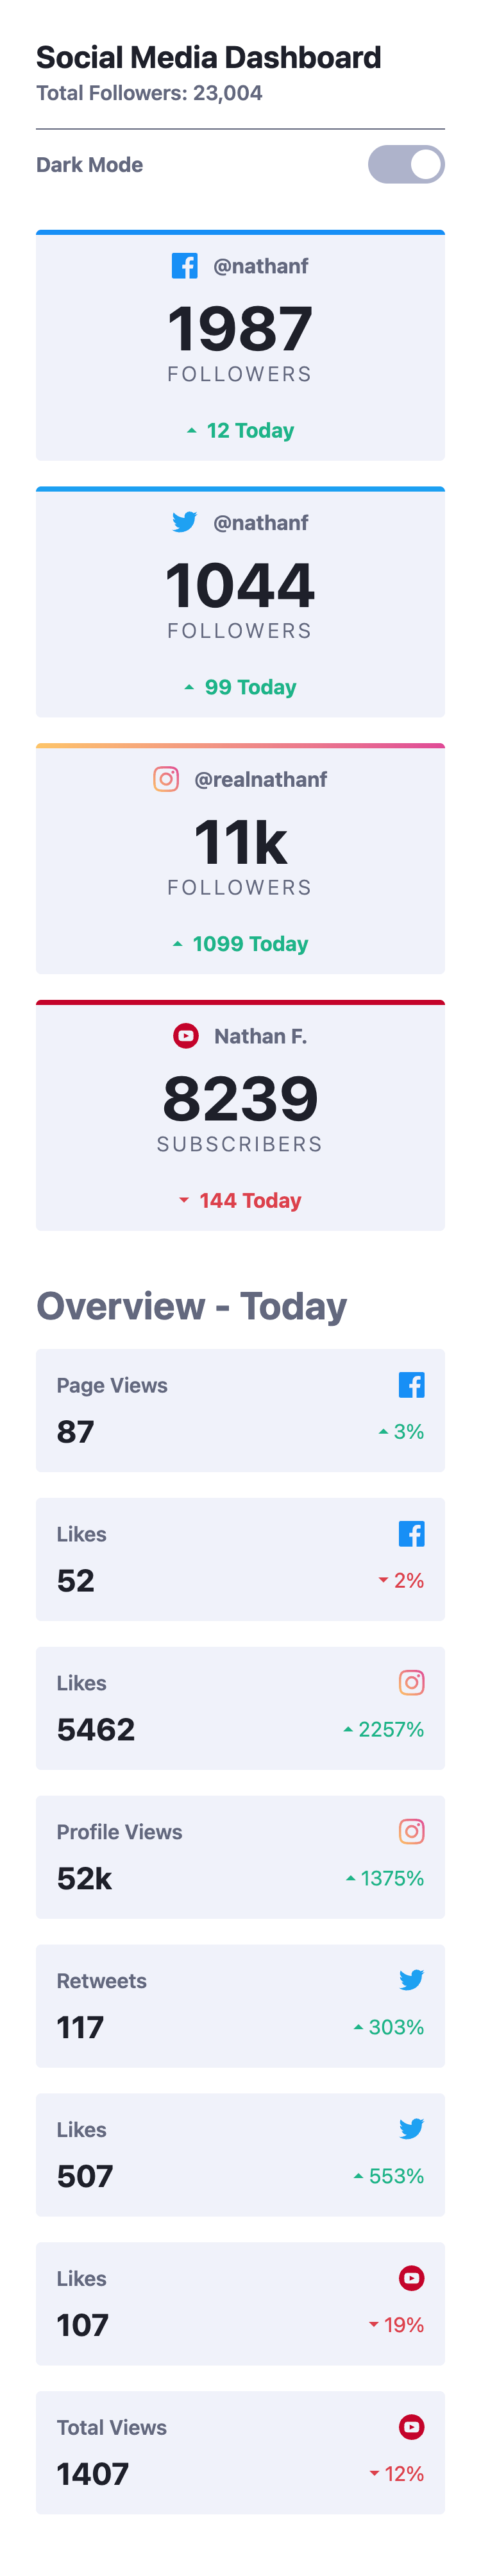 Social Media Dashboard
Total Followers: 23,004
Dark Mode
@nathanf
1987
FOLLOWERS
12 Today
@nathanf
1044
FOLLOWERS
99 Today
@realnathanf
11k
FOLLOWERS
1099 Today
Nathan F.
8239
SUBSCRIBERS
144 Today
Overview - Today
Page Views
87
3%
Likes
52
2%
Likes
5462
2257%
Profile Views
52k
1375%
Retweets
117
303%
Likes
507
553%
Likes
107
19%
Total Views
1407
12%